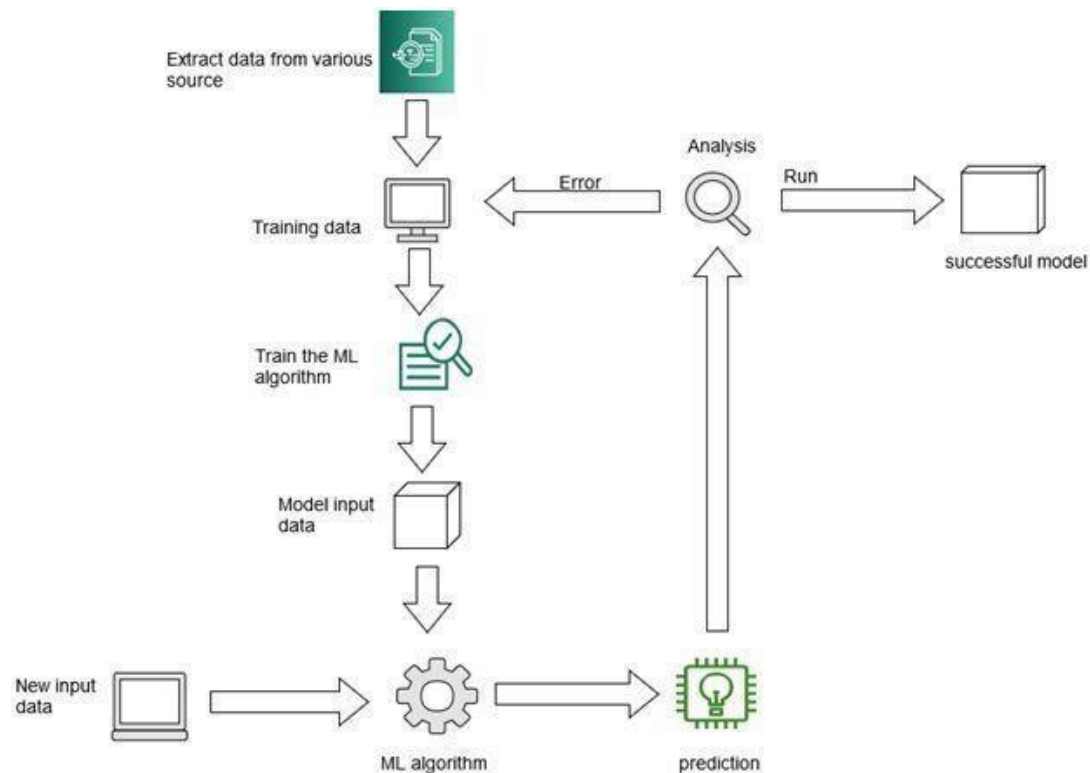 Extract data from various
source
Analysis
Error
Run
Training data
successful model
Train the ML
algorithm
Model input
data
New input
data
ML algorithm
prediction